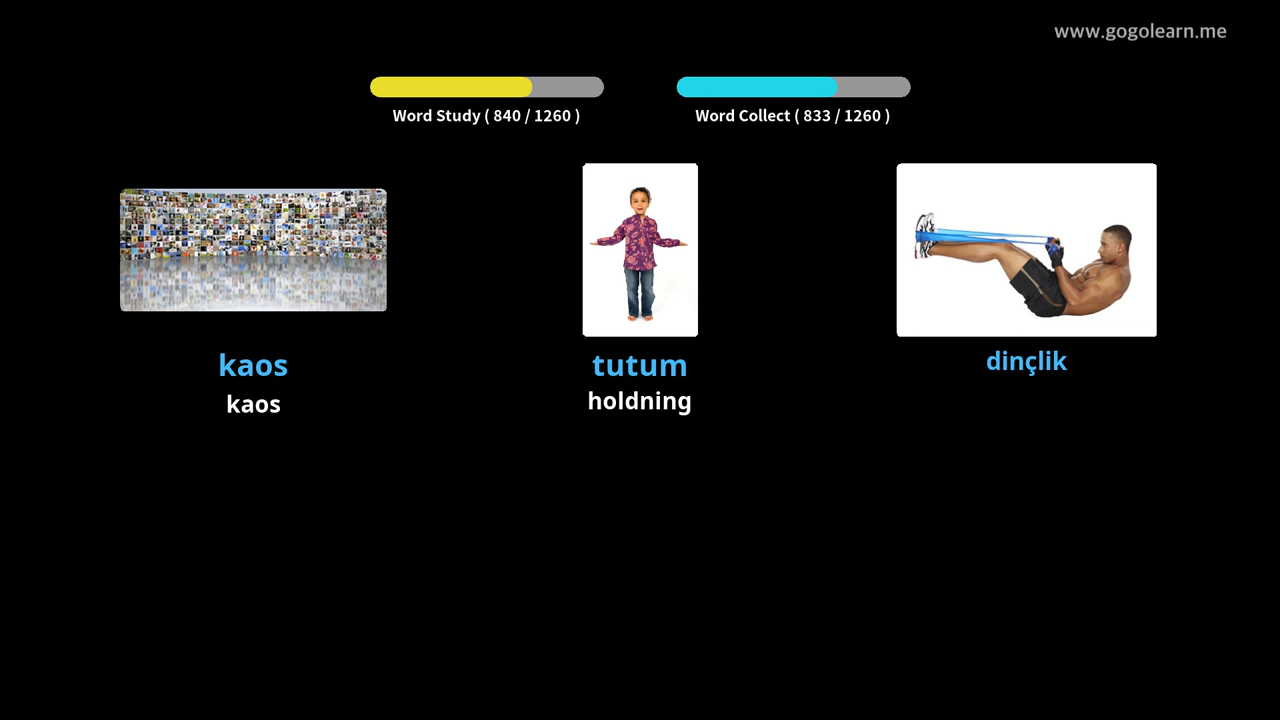 www.gogolearn.me
Word Study ( 840 / 1260 )
Word Collect ( 833 / 1260 )
kaos
kaos
tutum
holdning
dinçlik